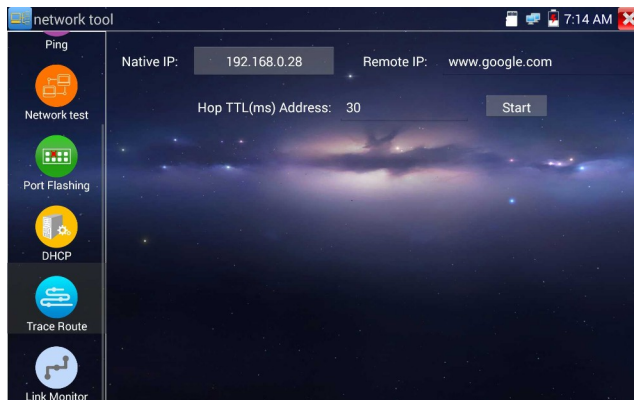 network tool
7:14 AM
Ping
Native IP: 192.168.0.28 Remote IP: www.google.com
Hop TTL(ms) Address: 30 Start
Network test
Port Flashing
DHCP
Trace Route
Link Monitor